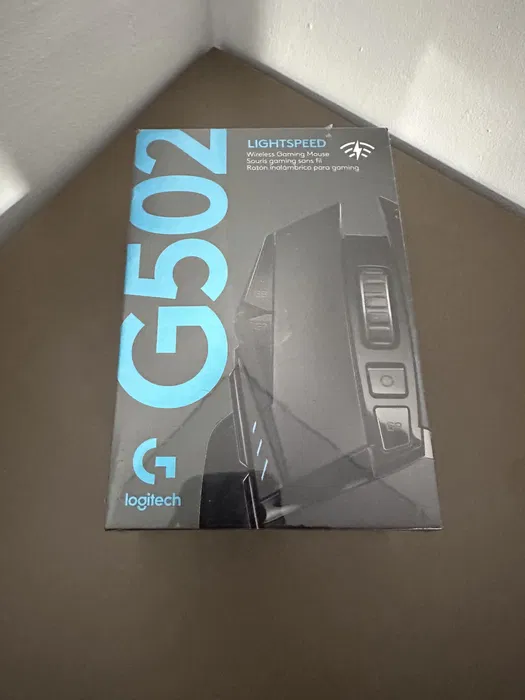 G502
LIGHTSPEED
Wireless Gaming Mouse
Souris gaming sans fil
Ratón inalámbrico para gaming
logitech